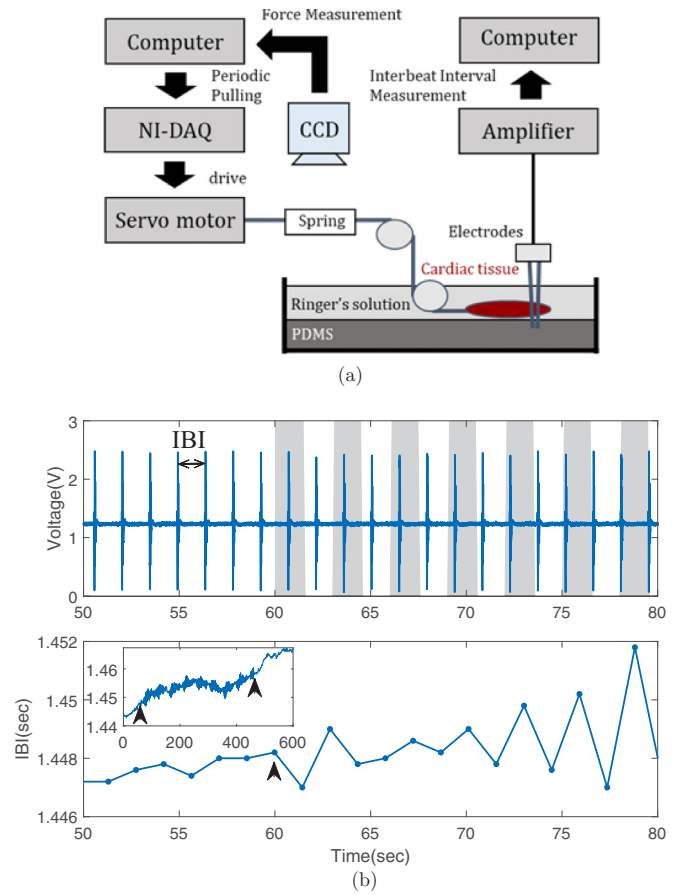 Force Measurement
Computer
Periodic
Pulling
NI-DAQ
CCD
drive
Servo motor
Spring
Computer
Interbeat Interval
Measurement
Amplifier
Electrodes
Cardiac tissue
Ringer's solution
PDMS
(a)
3
2
1
0
Voltage(V)
IBI
50 55 60 65 70 75 80
1.452
1.45
1.448
1.446
IBI(sec)
1.46
1.45
1.44
0 200 400 600
50 55 60 65 70 75 80
Time(sec)
(b)